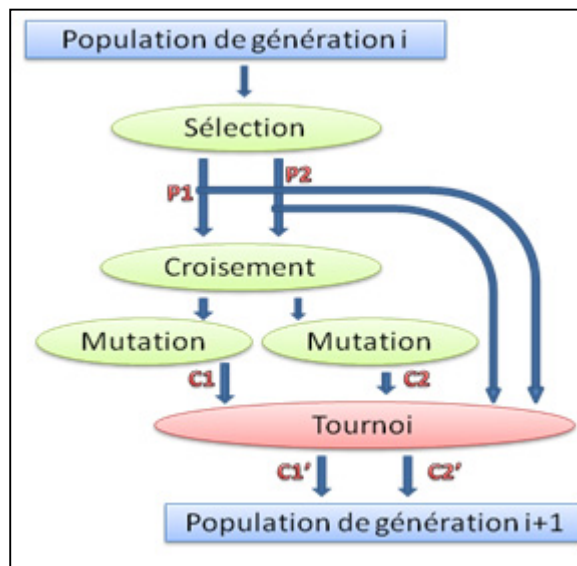 Population de génération i
Sélection
P1
P2
Croisement
Mutation
Mutation
C1
C2
Tournoi
C1'
C2'
Population de génération i+1